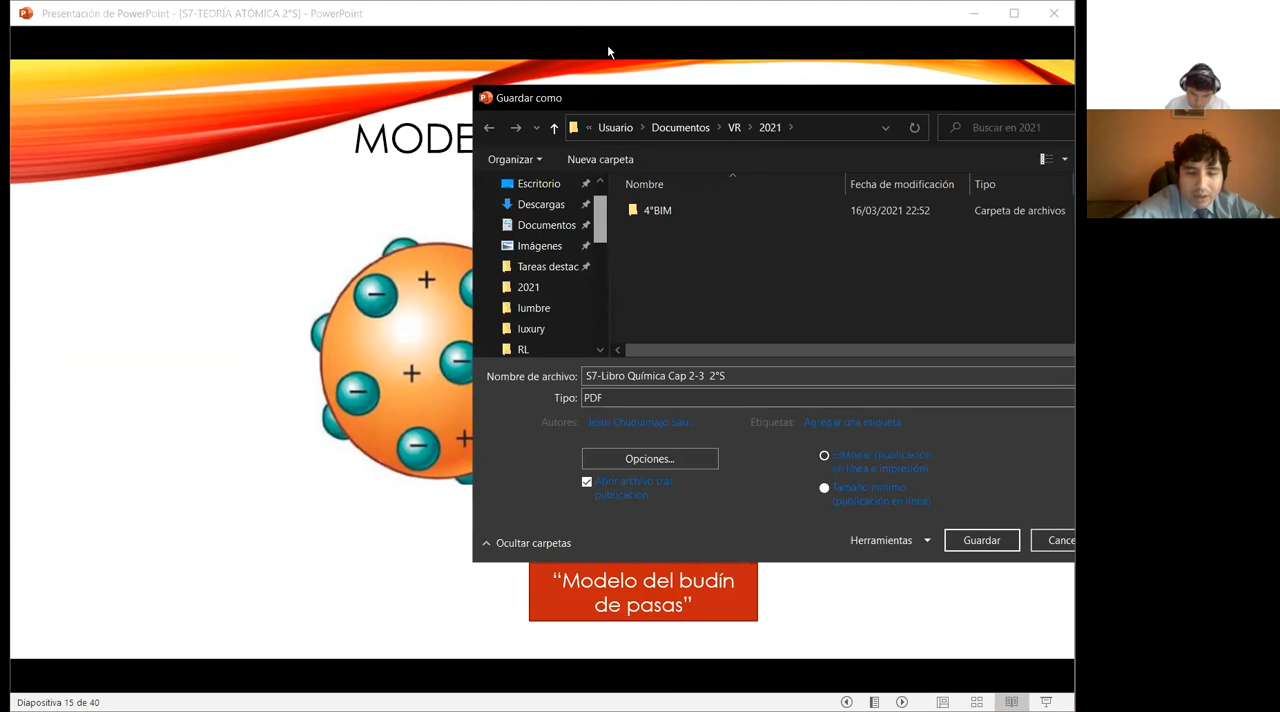 Presentación de PowerPoint - [S7-TEORÍA ATÓMICA 2°S] - PowerPoint
MODE
Guardar como
« Usuario > Documentos > VR > 2021 >
Buscar en 2021
Organizar
Nueva carpeta
Escritorio
Descargas
Documentos
Imágenes
Tareas destac
2021
lumbre
luxury
RL
Nombre
Fecha de modificación
Tipo
4°BIM
16/03/2021 22:52
Carpeta de archivos
Nombre de archivo: S7-Libro Química Cap 2-3 2°S
Tipo: PDF
Autores: Jesus Chuquimajo Sau...
Etiquetas: Agregar una etiqueta
Opciones...
Abrir archivo tras
publicación
Estándar (publicación
en línea e impresión)
Tamaño mínimo
(publicación en línea)
Ocultar carpetas
Herramientas
Guardar
Cance
“Modelo del budín
de pasas”
Diapositiva 15 de 40